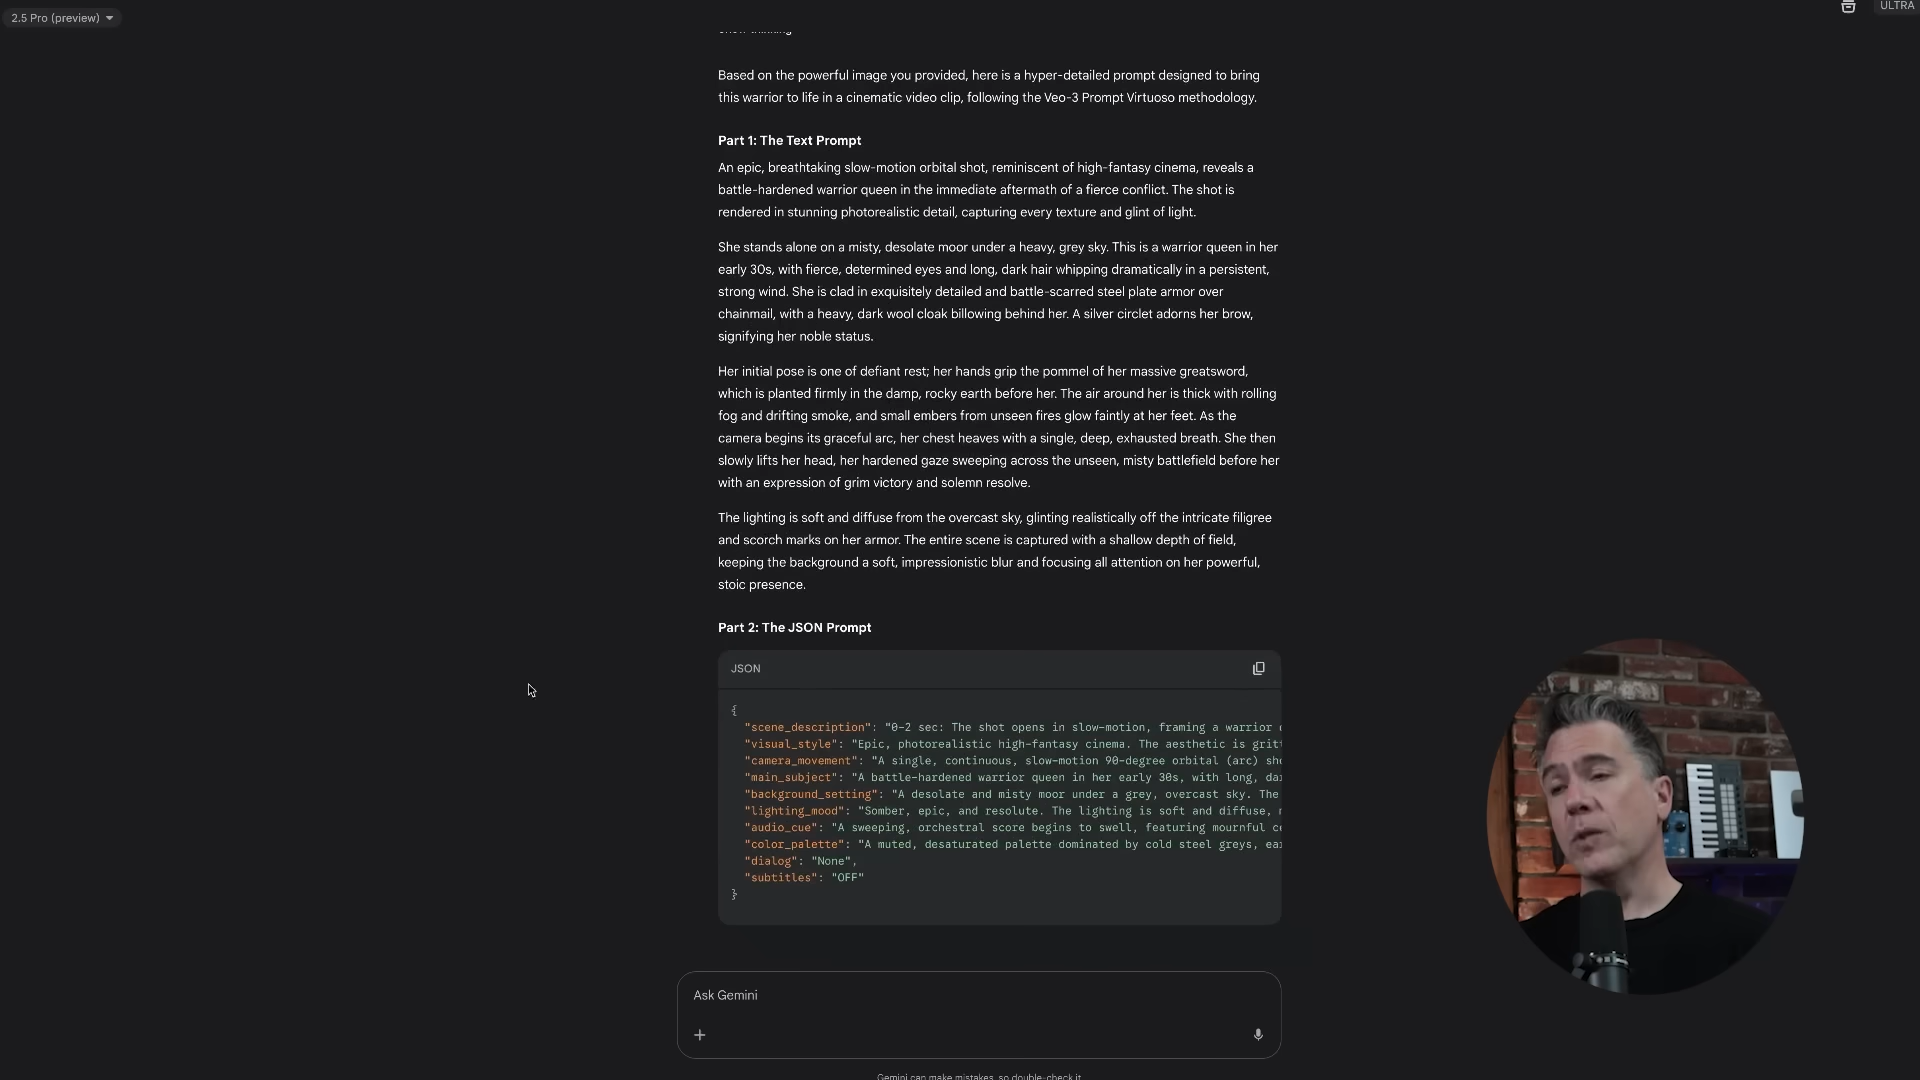 2.5 Pro (preview)
ULTRA
Based on the powerful image you provided, here is a hyper-detailed prompt designed to bring
this warrior to life in a cinematic video clip, following the Veo-3 Prompt Virtuoso methodology.
Part 1: The Text Prompt
An epic, breathtaking slow-motion orbital shot, reminiscent of high-fantasy cinema, reveals a
battle-hardened warrior queen in the immediate aftermath of a fierce conflict. The shot is
rendered in stunning photorealistic detail, capturing every texture and glint of light.
She stands alone on a misty, desolate moor under a heavy, grey sky. This is a warrior queen in her
early 30s, with fierce, determined eyes and long, dark hair whipping dramatically in a persistent,
strong wind. She is clad in exquisitely detailed and battle-scarred steel plate armor over
chainmail, with a heavy, dark wool cloak billowing behind her. A silver circlet adorns her brow,
signifying her noble status.
Her initial pose is one of defiant rest; her hands grip the pommel of her massive greatsword,
which is planted firmly in the damp, rocky earth before her. The air around her is thick with rolling
fog and drifting smoke, and small embers from unseen fires glow faintly at her feet. As the
camera begins its graceful arc, her chest heaves with a single, deep, exhausted breath. She then
slowly lifts her head, her hardened gaze sweeping across the unseen, misty battlefield before her
with an expression of grim victory and solemn resolve.
The lighting is soft and diffuse from the overcast sky, glinting realistically off the intricate filigree
and scorch marks on her armor. The entire scene is captured with a shallow depth of field,
keeping the background a soft, impressionistic blur and focusing all attention on her powerful,
stoic presence.
Part 2: The JSON Prompt
JSON
{
"scene_description": "0-2 sec: The shot opens in slow-motion, framing a warrior
"visual_style": "Epic, photorealistic high-fantasy cinema. The aesthetic is
"camera_movement": "A single, continuous, slow-motion 90-degree orbital (arc)
"main_subject": "A battle-hardened warrior queen in her early 30s, with long,
"background_setting": "A desolate and misty moor under a grey, overcast sky. The
"lighting_mood": "Somber, epic, and resolute. The lighting is soft and diffuse,
"audio_cue": "A sweeping, orchestral score begins to swell, featuring mournful
"color_palette": "A muted, desaturated palette dominated by cold steel greys,
"dialog": "None",
"subtitles": "OFF"
}
Ask Gemini
Gemini can make mistakes, so double-check it